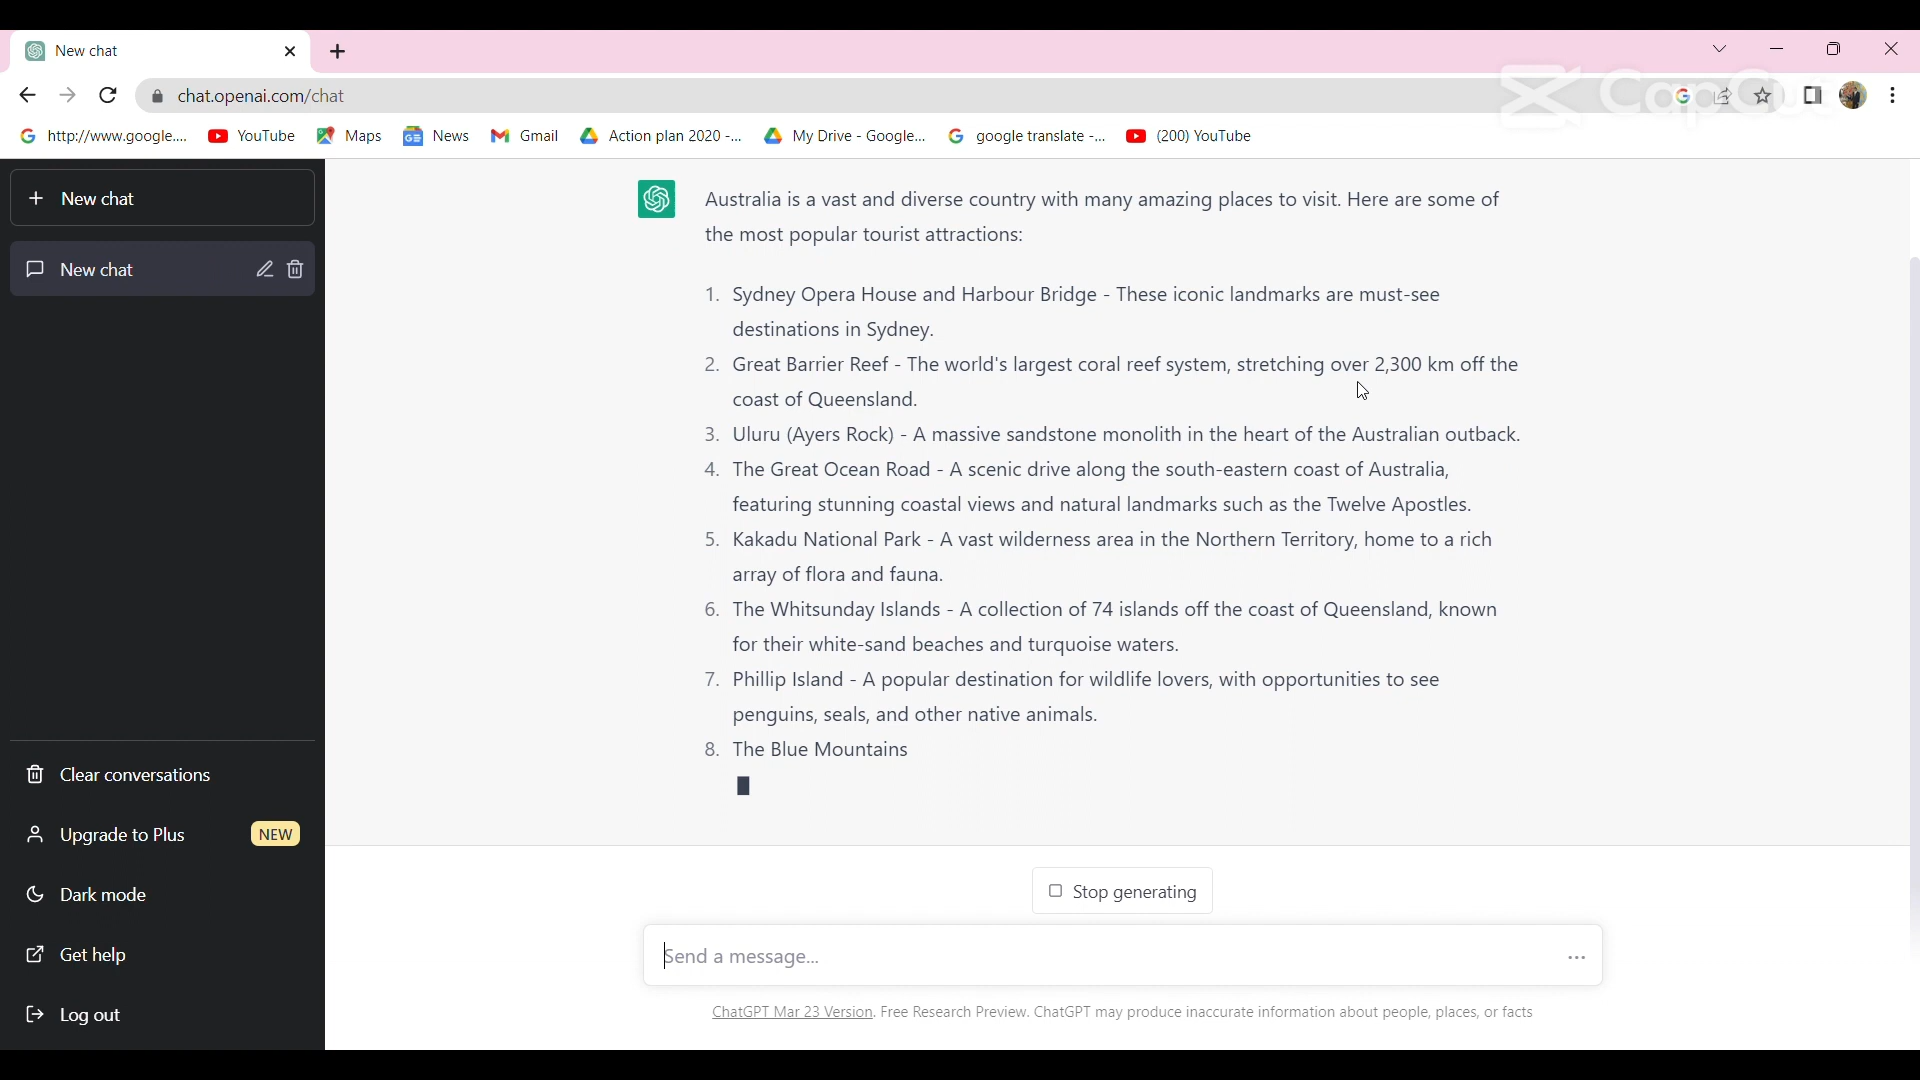 New chat
chat.openai.com/chat
CapCut
http://www.google.... YouTube Maps News Gmail Action plan 2020 -... My Drive - Google... google translate -... (200) YouTube
New chat
New chat
Clear conversations
Upgrade to Plus NEW
Dark mode
Get help
Log out
Australia is a vast and diverse country with many amazing places to visit. Here are some of
the most popular tourist attractions:
1. Sydney Opera House and Harbour Bridge - These iconic landmarks are must-see
destinations in Sydney.
2. Great Barrier Reef - The world's largest coral reef system, stretching over 2,300 km off the
coast of Queensland.
3. Uluru (Ayers Rock) - A massive sandstone monolith in the heart of the Australian outback.
4. The Great Ocean Road - A scenic drive along the south-eastern coast of Australia,
featuring stunning coastal views and natural landmarks such as the Twelve Apostles.
5. Kakadu National Park - A vast wilderness area in the Northern Territory, home to a rich
array of flora and fauna.
6. The Whitsunday Islands - A collection of 74 islands off the coast of Queensland, known
for their white-sand beaches and turquoise waters.
7. Phillip Island - A popular destination for wildlife lovers, with opportunities to see
penguins, seals, and other native animals.
8. The Blue Mountains
Stop generating
Send a message...
ChatGPT Mar 23 Version. Free Research Preview. ChatGPT may produce inaccurate information about people, places, or facts